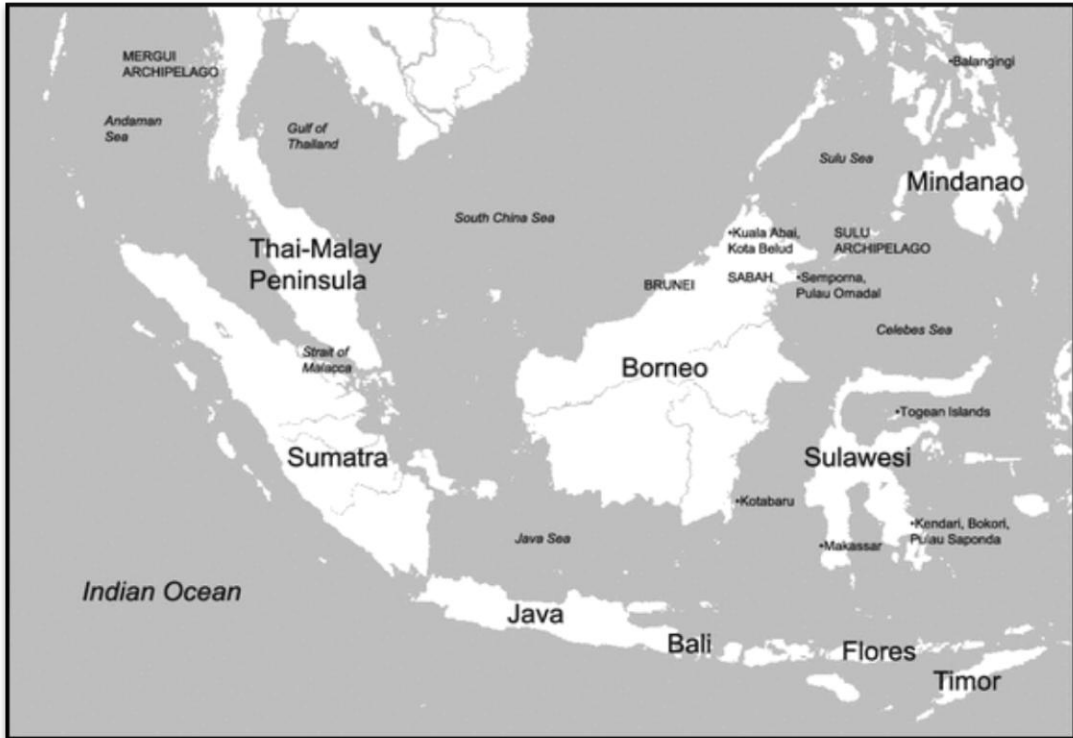 MERGUI
ARCHIPELAGO
•Balangingi
Andaman
Sea
Gulf of
Thailand
Sulu Sea
Mindanao
South China Sea
•Kuala Abai,
Kota Belud
SULU
ARCHIPELAGO
Thai-Malay
Peninsula
BRUNEI
SABAH
•Semporna,
Pulau Omadal
Celebes Sea
Strait of
Malacca
Borneo
•Togean Islands
Sumatra
Sulawesi
•Kotabaru
•Kendari, Bokori,
Pulau Saponda
Java Sea
•Makassar
Indian Ocean
Java
Bali
Flores
Timor